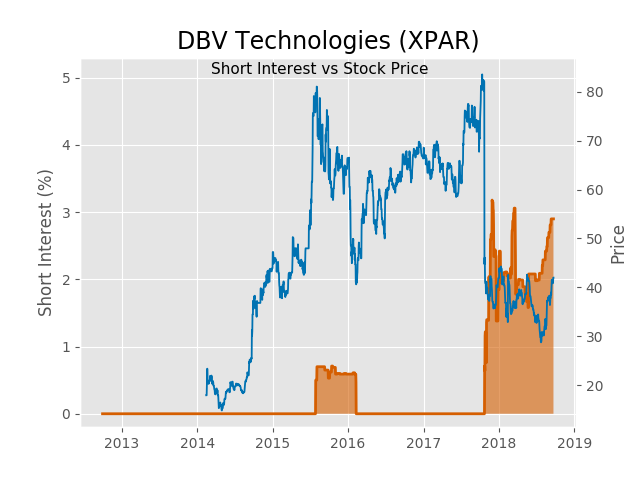 DBV Technologies (XPAR)
Short Interest vs Stock Price
Short Interest (%)
5
4
3
2
1
0
80
70
60
50
40
30
20
Price
2013 2014 2015 2016 2017 2018 2019